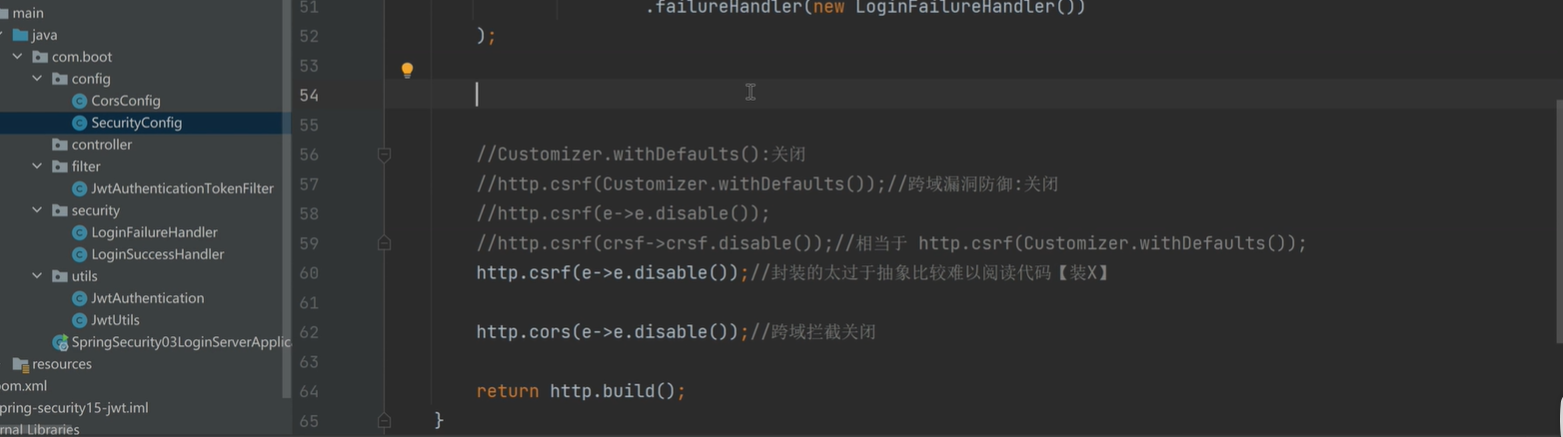 main
java
com.boot
config
CorsConfig
SecurityConfig
controller
filter
JwtAuthenticationTokenFilter
security
LoginFailureHandler
LoginSuccessHandler
utils
JwtAuthentication
JwtUtils
SpringSecurity03LoginServerApplic
resources
om.xml
pring-security15-jwt.iml
rnal Libraries
51 .failureHandler(new LoginFailureHandler())
52 );
53
54
55
56 //Customizer.withDefaults():关闭
57 //http.csrf(Customizer.withDefaults());//跨域漏洞防御:关闭
58 //http.csrf(e->e.disable());
59 //http.csrf(crsf->crsf.disable());//相当于 http.csrf(Customizer.withDefaults());
60 http.csrf(e->e.disable());//封装的太过于抽象比较难以阅读代码【装X】
61
62 http.cors(e->e.disable());//跨域拦截关闭
63
64 return http.build();
65 }